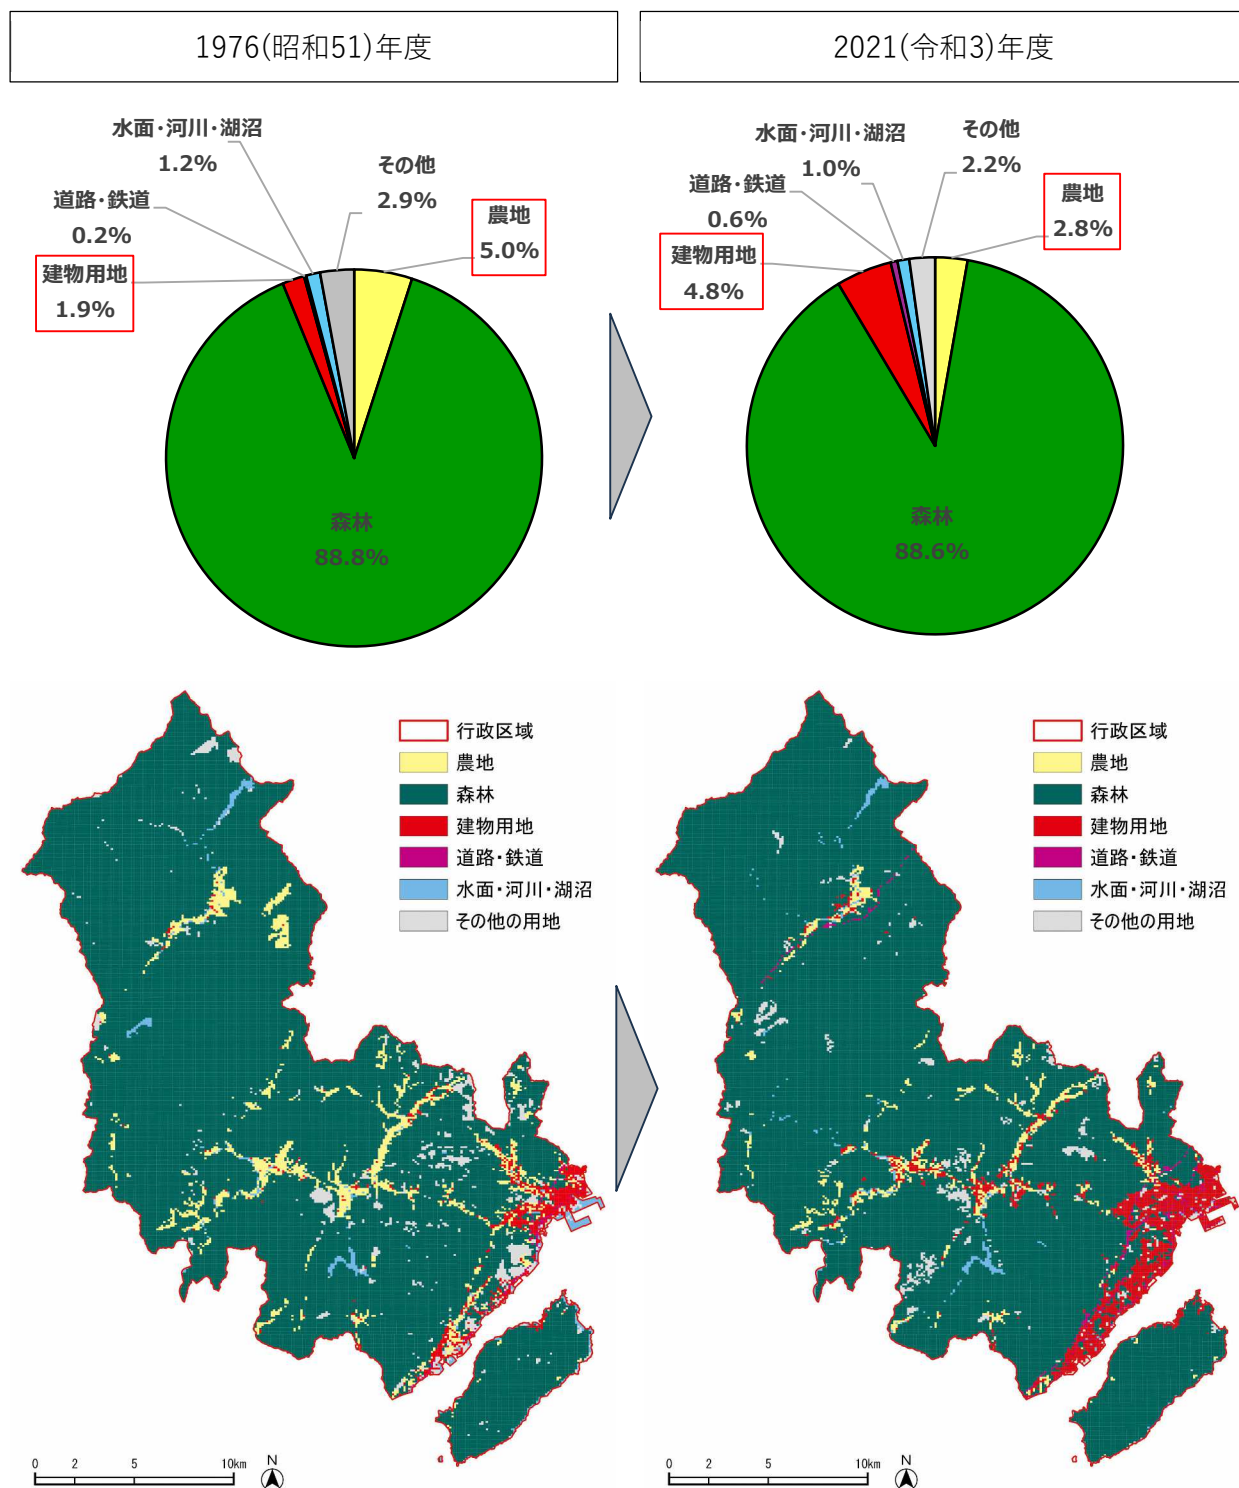 1976(昭和51)年度
2021(令和3)年度
水面・河川・湖沼
1.2%
その他
2.9%
道路・鉄道
0.2%
農地
5.0%
建物用地
1.9%
森林
88.8%
水面・河川・湖沼
1.0%
その他
2.2%
道路・鉄道
0.6%
農地
2.8%
建物用地
4.8%
森林
88.6%
行政区域
農地
森林
建物用地
道路・鉄道
水面・河川・湖沼
その他の用地
0 2 5 10km
N
行政区域
農地
森林
建物用地
道路・鉄道
水面・河川・湖沼
その他の用地
0 2 5 10km
N